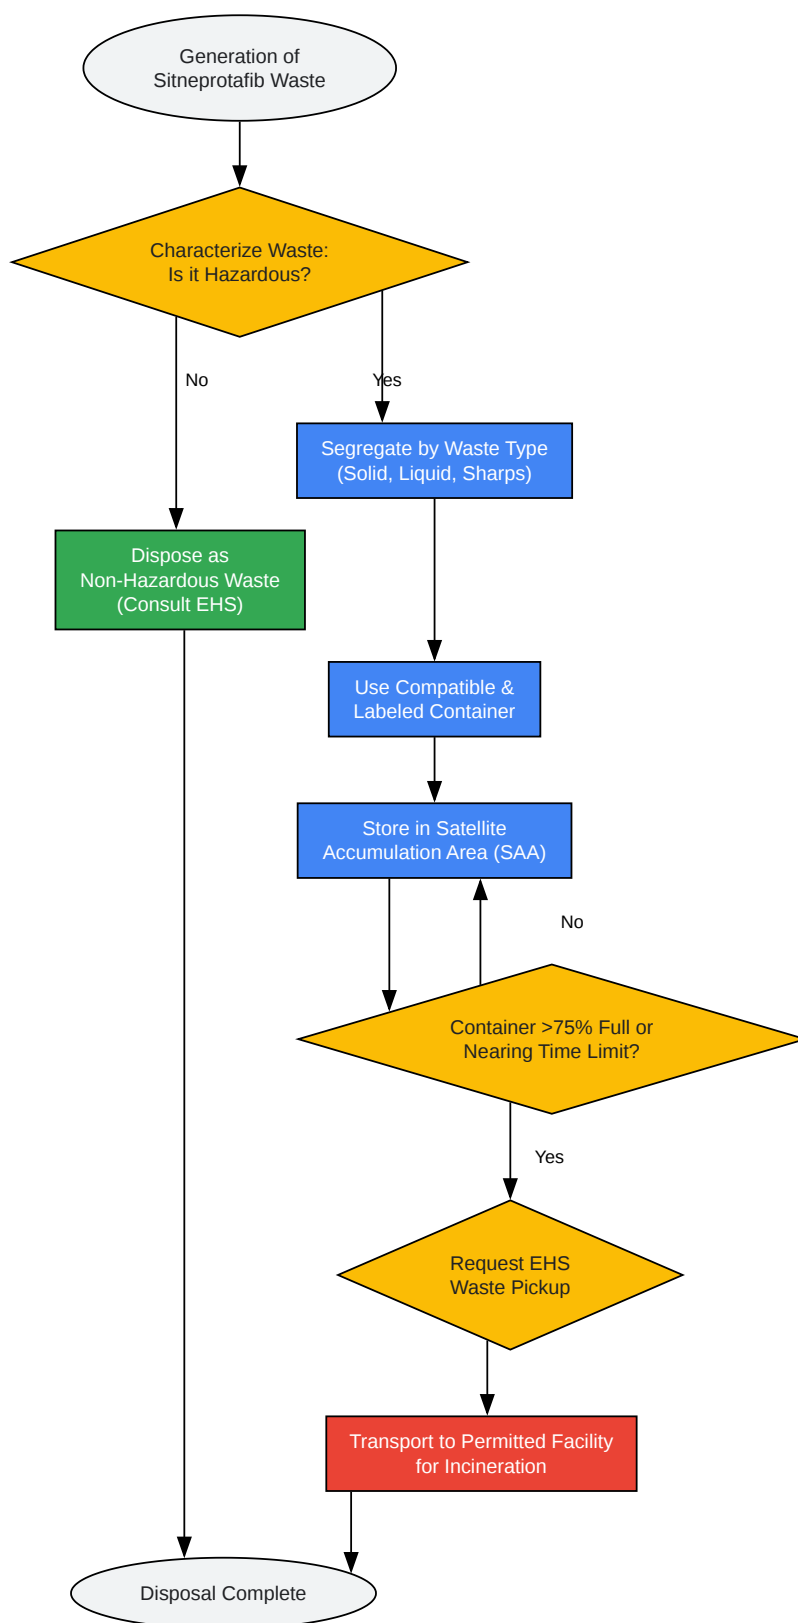 Generation of
Sitneprotafib Waste
Characterize Waste:
Is it Hazardous?
No
Yes
Segregate by Waste Type
(Solid, Liquid, Sharps)
Dispose as
Non-Hazardous Waste
(Consult EHS)
Use Compatible &
Labeled Container
Store in Satellite
Accumulation Area (SAA)
No
Container >75% Full or
Nearing Time Limit?
Yes
Request EHS
Waste Pickup
Transport to Permitted Facility
for Incineration
Disposal Complete